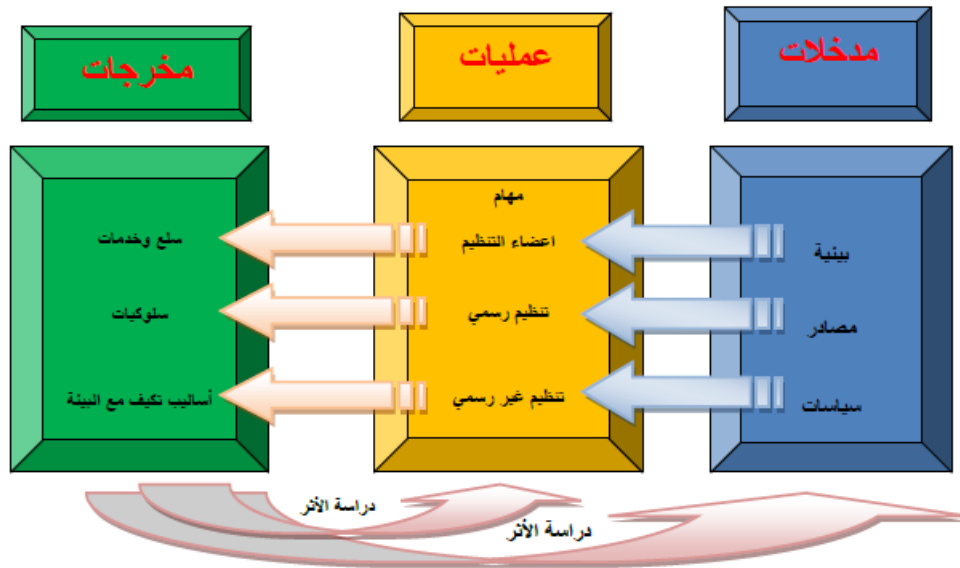 مدخلات
عمليات
مخرجات
بيئية
مصادر
سياسات
مهام
اعضاء التنظيم
تنظيم رسمي
تنظيم غير رسمي
سلع وخدمات
سلوكيات
أساليب تكيف مع البيئة
دراسة الأثر
دراسة الأثر